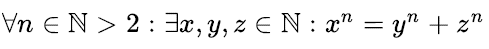 ∀n ∈ ℕ > 2 : ∃x, y, z ∈ ℕ : xⁿ = yⁿ + zⁿ